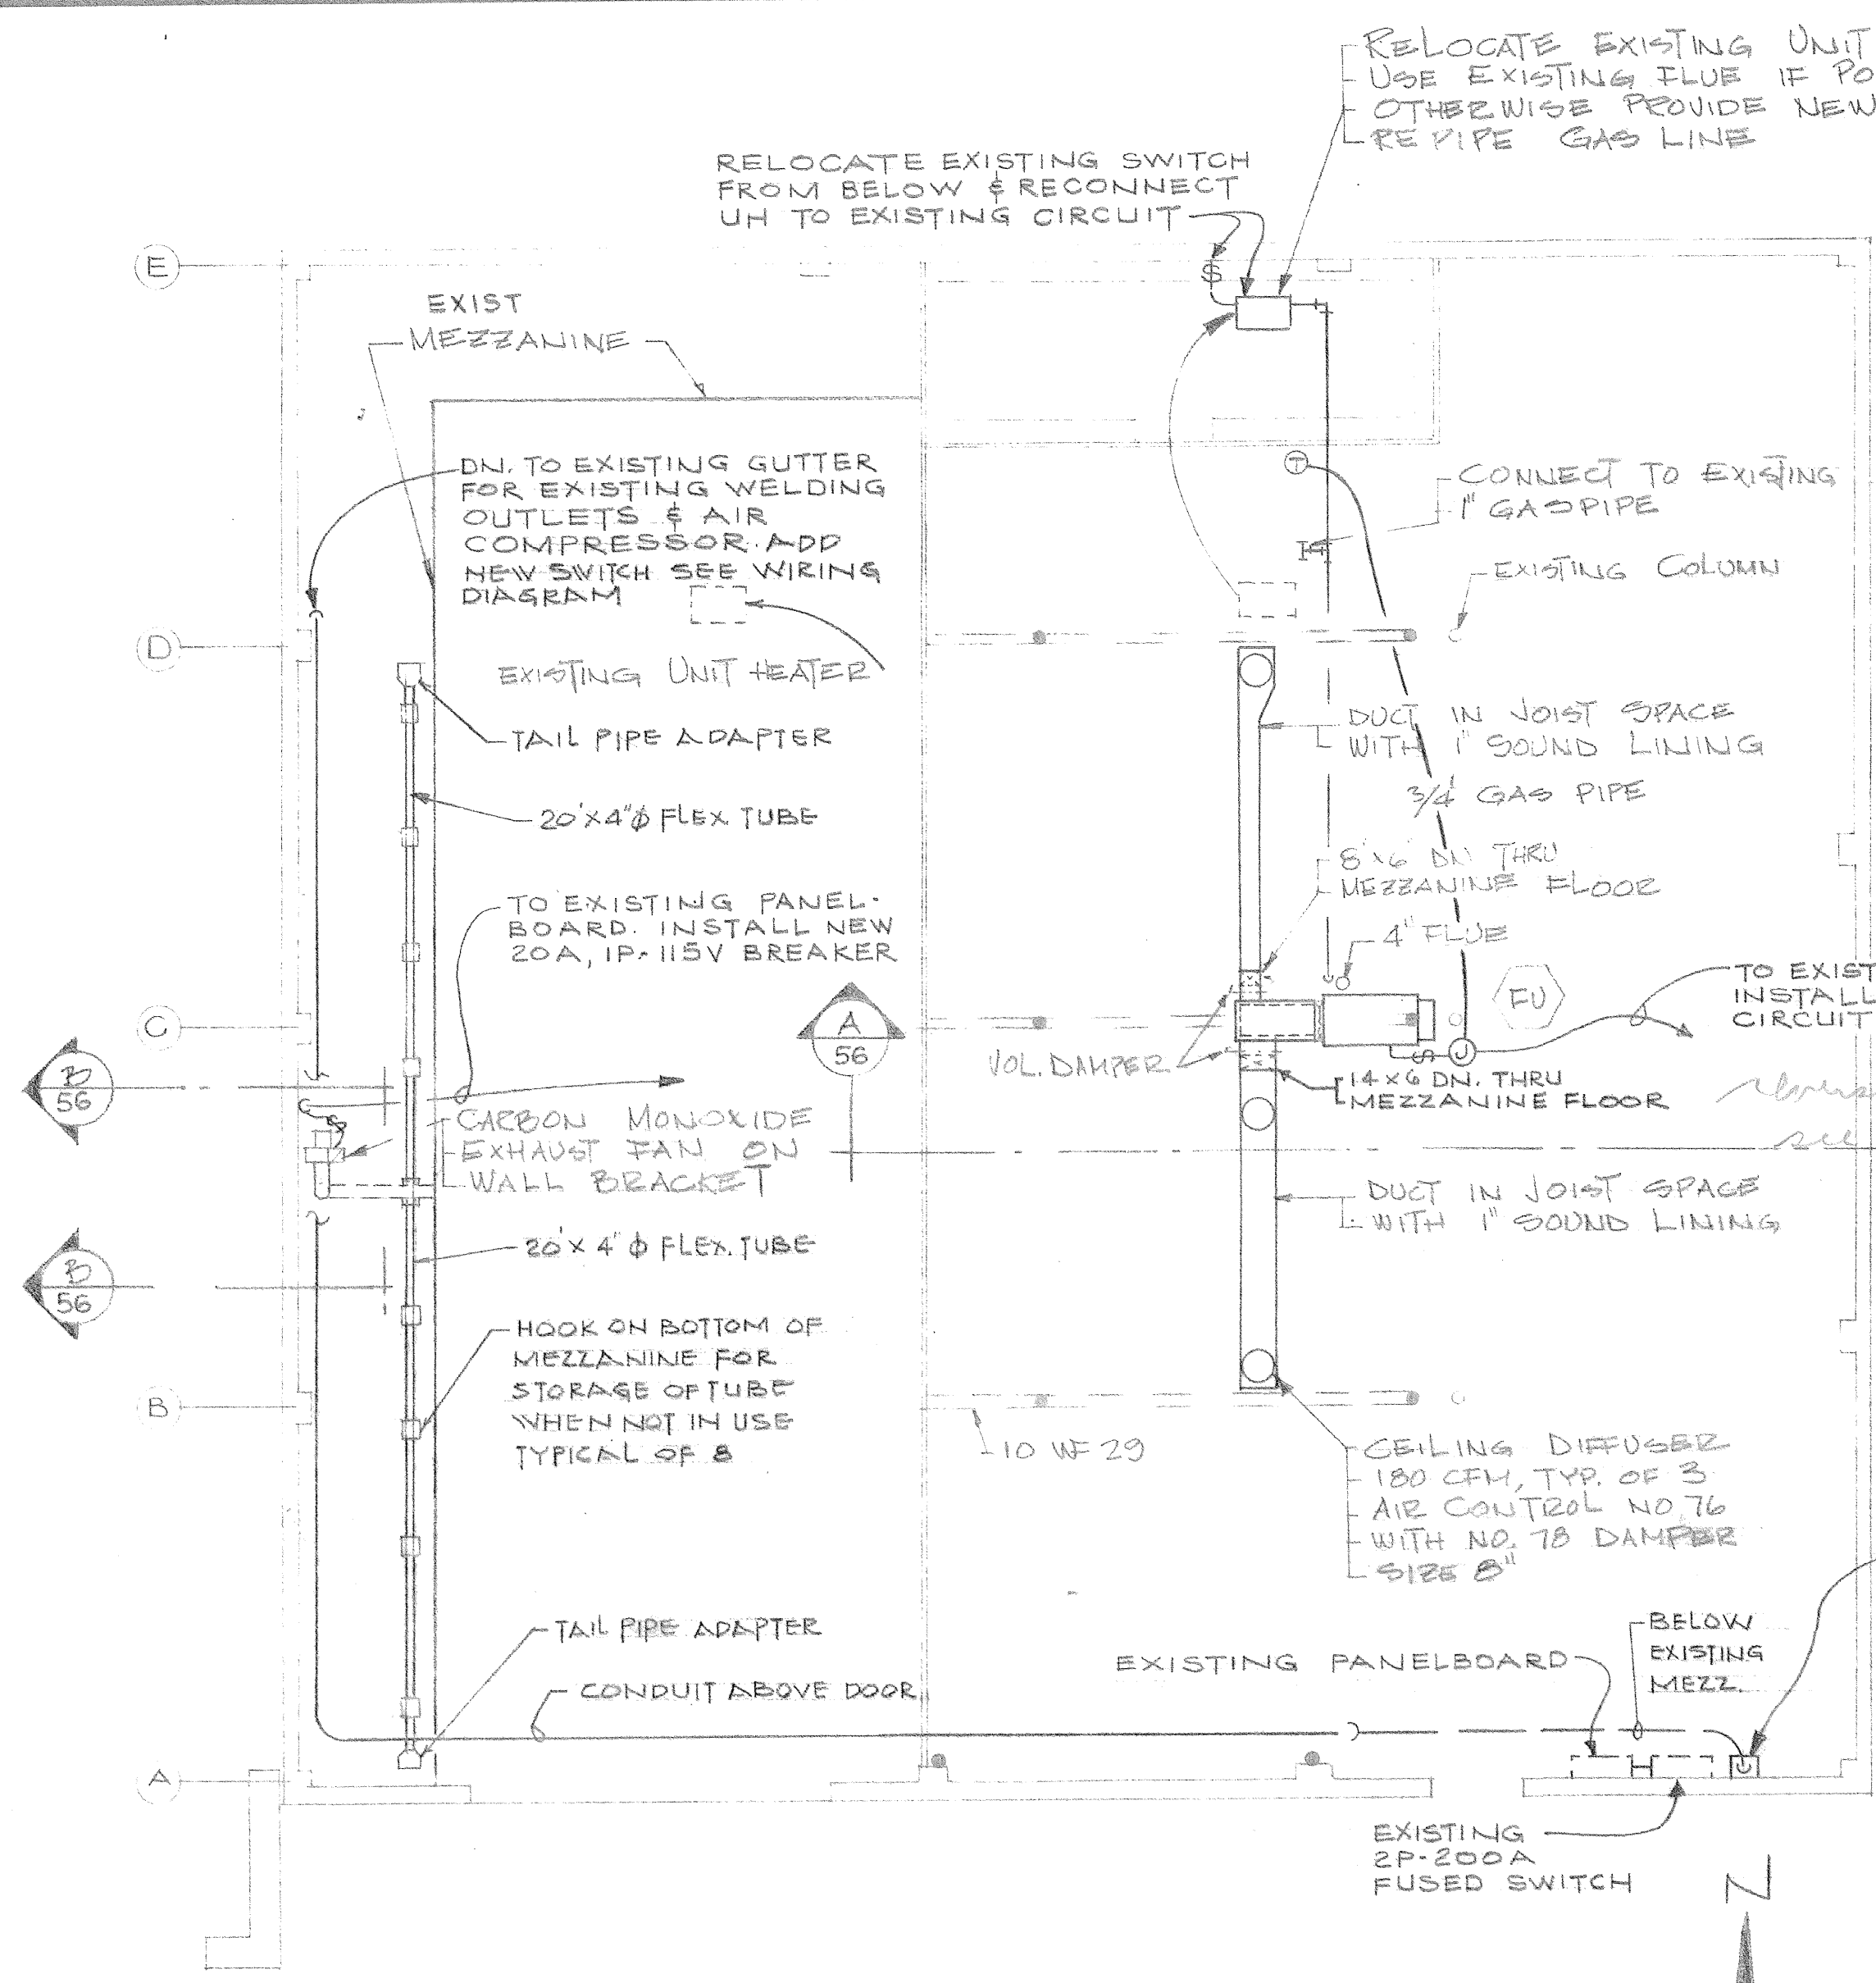 RELOCATE EXISTING UNIT
USE EXISTING FLUE IF
OTHERWISE PROVIDE NEW
REPIPE GAS LINE
RELOCATE EXISTING SWITCH
FROM BELOW & RECONNECT
UH TO EXISTING CIRCUIT
E
S
EXIST
MEZZANINE
DN. TO EXISTING GUTTER
FOR EXISTING WELDING
OUTLETS & AIR
COMPRESSOR. ADD
NEW SWITCH SEE WIRING
DIAGRAM
T
CONNECT TO EXISTING
1" GAS PIPE
EXISTING COLUMN
D
EXISTING UNIT HEATER
TAIL PIPE ADAPTER
DUCT IN JOIST SPACE
WITH 1" SOUND LINING
3/4" GAS PIPE
20'X4"ϕ FLEX TUBE
8"x6" DN THRU
MEZZANINE FLOOR
TO EXISTING PANEL-
BOARD. INSTALL NEW
20A, 1P-115V BREAKER
4" FLUE
FU
TO EXIST
INSTALL
CIRCUIT
C
A
56
VOL. DAMPER
S
J
14x6 DN. THRU
MEZZANINE FLOOR
B
56
S
CARBON MONOXIDE
EXHAUST FAN ON
WALL BRACKET
see
DUCT IN JOIST SPACE
WITH 1" SOUND LINING
20'X 4"ϕ FLEX. TUBE
B
56
HOOK ON BOTTOM OF
MEZZANINE FOR
STORAGE OF TUBE
WHEN NOT IN USE
TYPICAL OF 8
B
10 WF 29
CEILING DIFFUSER
180 CFM, TYP. OF 3
AIR CONTROL NO 76
WITH NO. 78 DAMPER
SIZE 8"
TAIL PIPE ADAPTER
CONDUIT ABOVE DOOR
EXISTING PANELBOARD
BELOW
EXISTING
MEZZ.
A
J
EXISTING
2P-200A
FUSED SWITCH
N